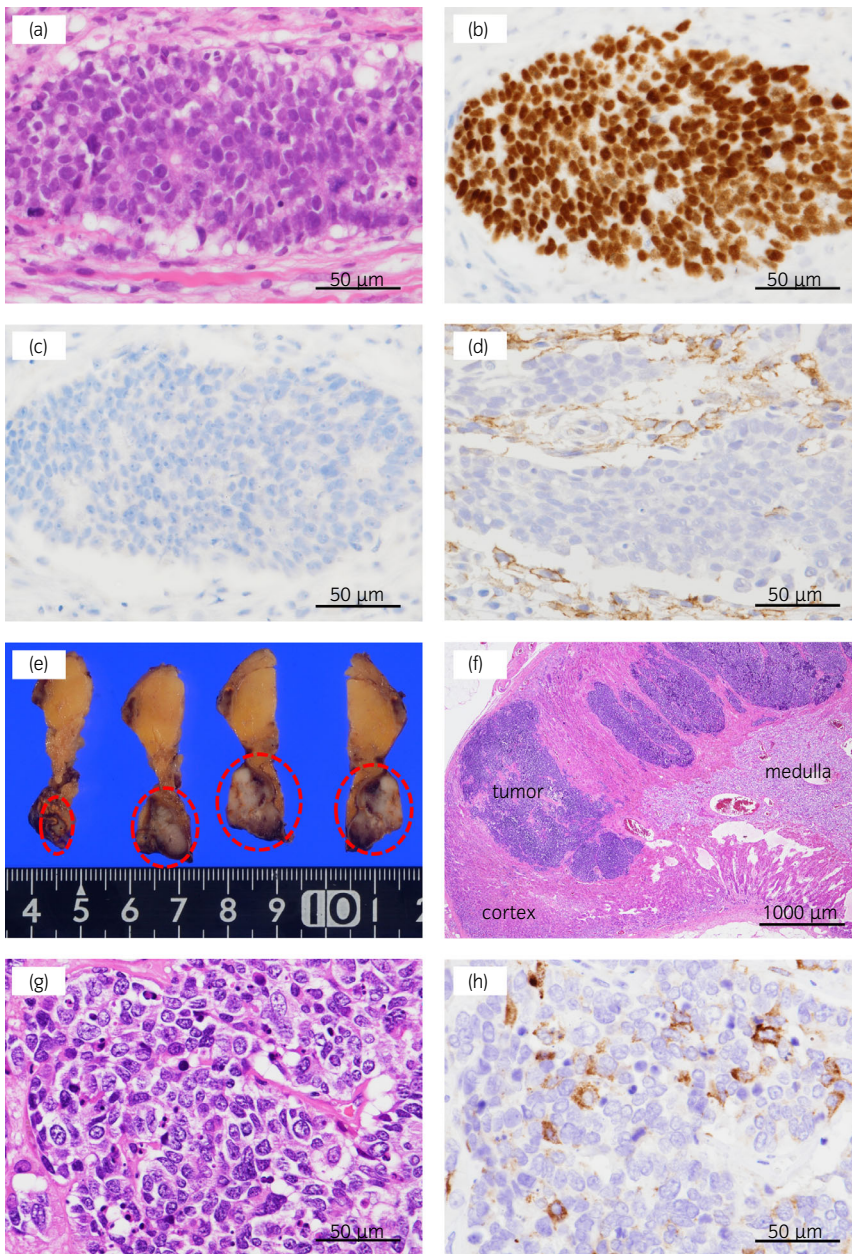 (a)
(b)
50 μm
50 μm
(c)
(d)
50 μm
50 μm
(e)
(f)
medulla
tumor
cortex
4 5 6 7 8 9 10 1 2
1000 μm
(g)
(h)
50 μm
50 μm